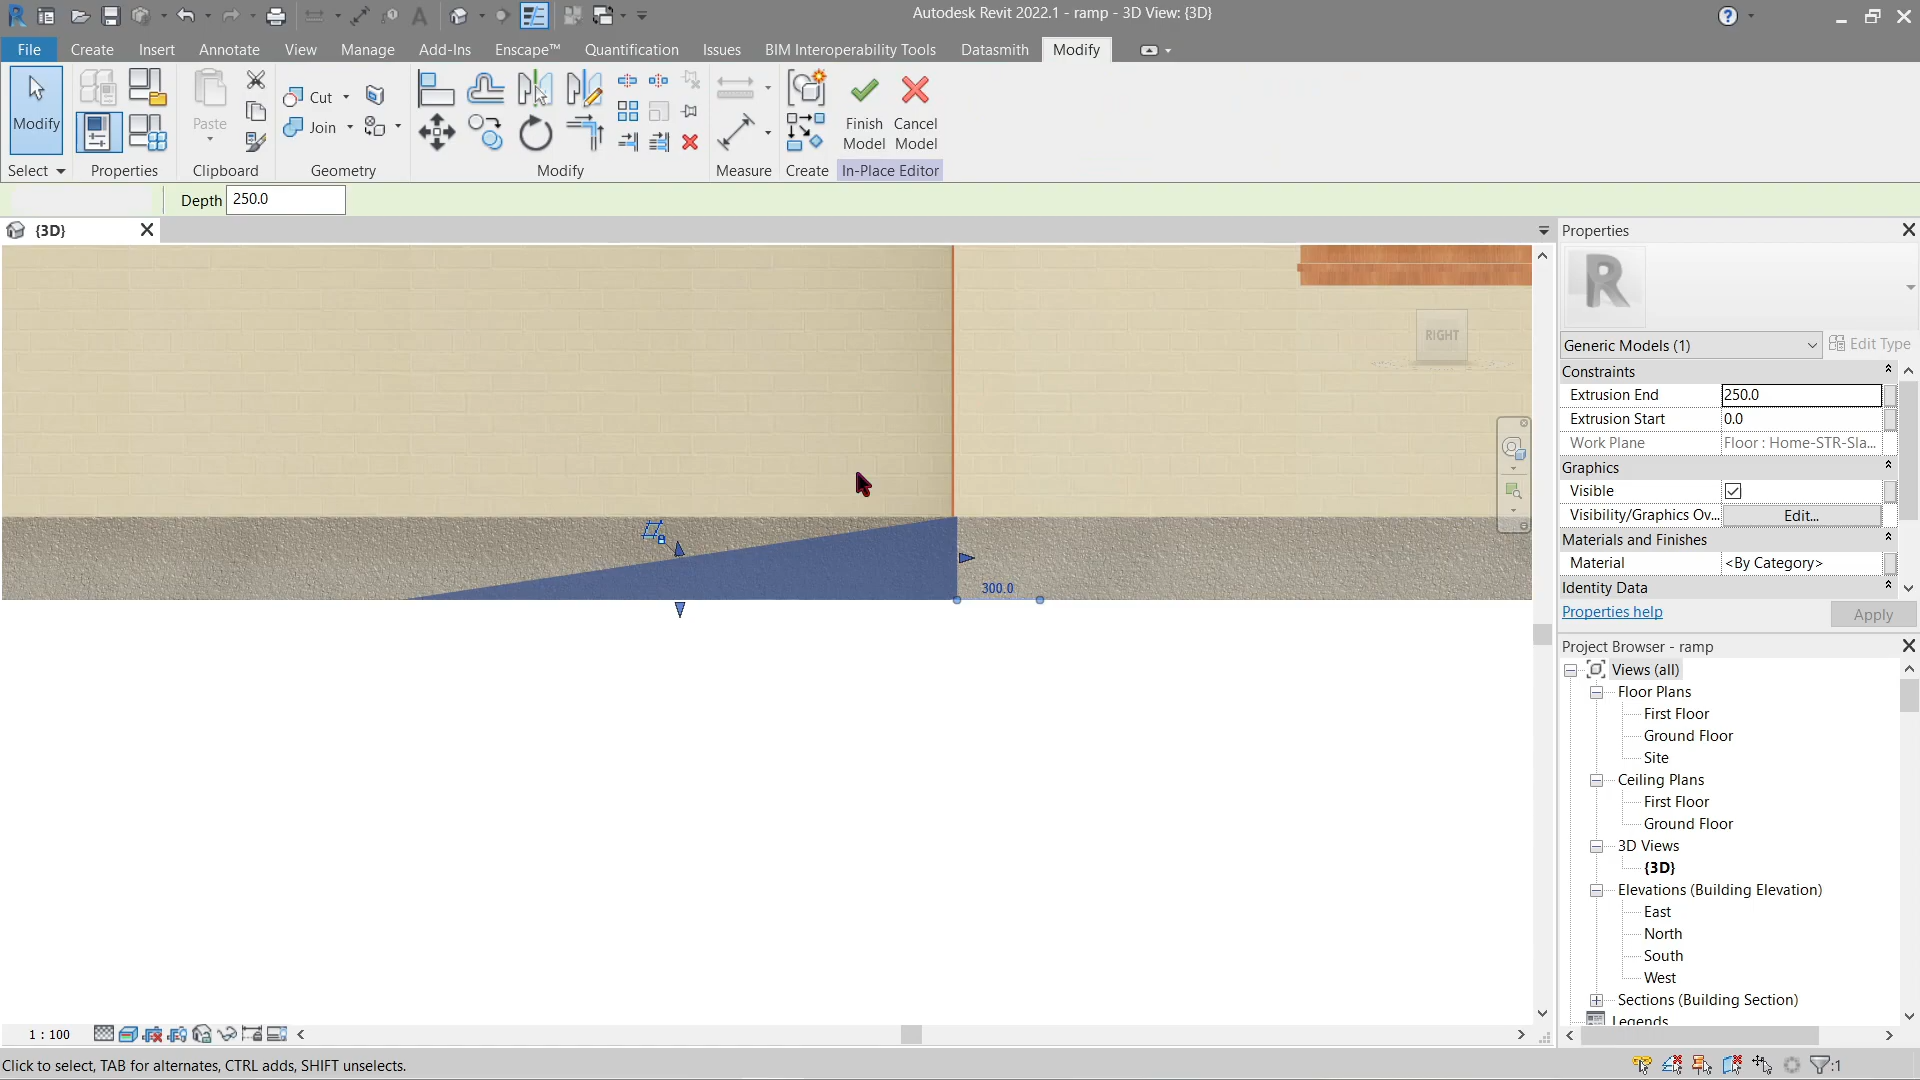 Autodesk Revit 2022.1 - ramp - 3D View: {3D}
File Create Insert Annotate View Manage Add-Ins Enscape™ Quantification Issues BIM Interoperability Tools Datasmith Modify
Modify
Paste
Cut
Join
Finish Model
Cancel Model
Select Properties Clipboard Geometry Modify Measure Create In-Place Editor
Depth 250.0
{3D}
RIGHT
300.0
Properties
R
Generic Models (1) Edit Type
Constraints
Extrusion End 250.0
Extrusion Start 0.0
Work Plane Floor : Home-STR-Sla...
Graphics
Visible
Visibility/Graphics Ov... Edit...
Materials and Finishes
Material <By Category>
Identity Data
Properties help Apply
Project Browser - ramp
Views (all)
Floor Plans
First Floor
Ground Floor
Site
Ceiling Plans
First Floor
Ground Floor
3D Views
{3D}
Elevations (Building Elevation)
East
North
South
West
Sections (Building Section)
Legends
1 : 100
Click to select, TAB for alternates, CTRL adds, SHIFT unselects.
:1